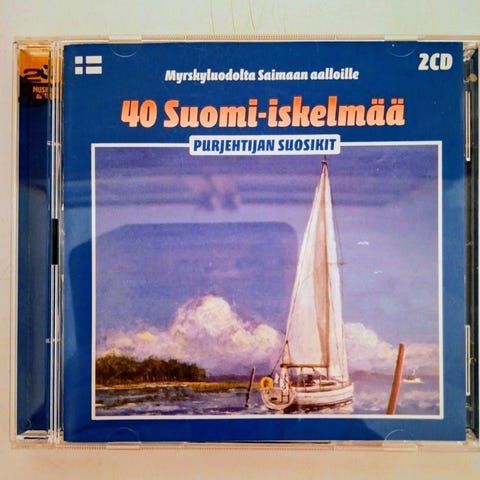 Myrskyluodolta Saimaan aalloille
2CD
40 Suomi-iskelmää
PURJEHTIJAN SUOSIKIT